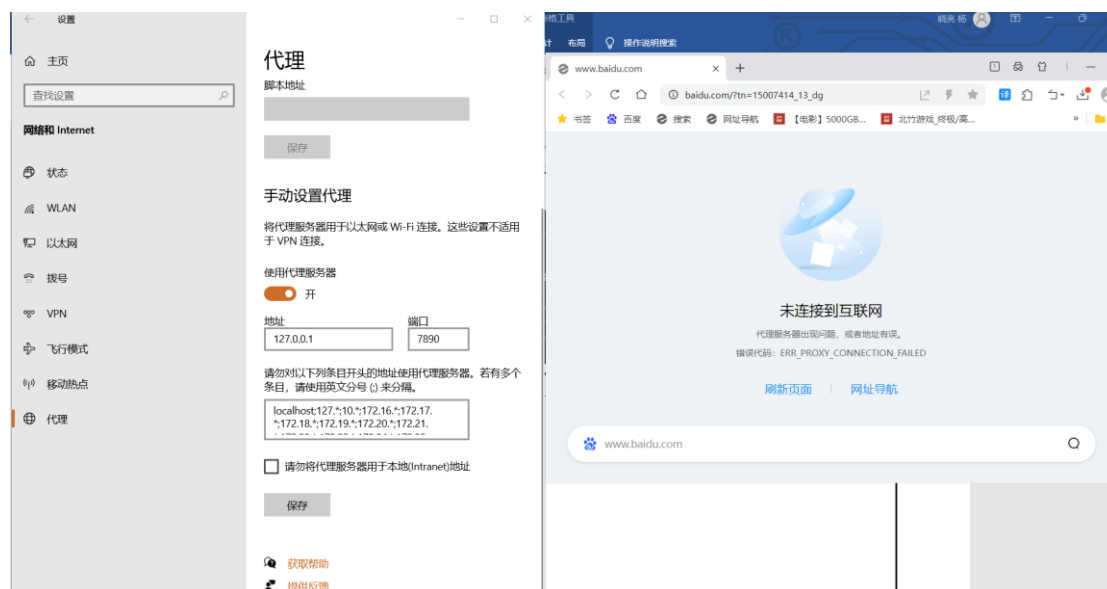 设置
主页
查找设置
网络和 Internet
状态
WLAN
以太网
拨号
VPN
飞行模式
移动热点
代理
代理
脚本地址
保存
手动设置代理
将代理服务器用于以太网或 Wi-Fi 连接。这些设置不适用
于 VPN 连接。
使用代理服务器
开
地址
端口
127.0.0.1
7890
请勿对以下列条目开头的地址使用代理服务器。若有多个
条目，请使用英文分号 (;) 来分隔。
localhost;127.*;10.*;172.16.*;172.17.
*;172.18.*;172.19.*;172.20.*;172.21.
请勿将代理服务器用于本地(Intranet)地址
保存
获取帮助
提供反馈
格工具
晓亮 杨
计 布局 操作说明搜索
www.baidu.com
baidu.com/?tn=15007414_13_dg
译
书签 百度 搜索 网址导航 【电影】5000GB... 北竹游戏_终极/高...
未连接到互联网
代理服务器出现问题，或者地址有误。
错误代码：ERR_PROXY_CONNECTION_FAILED
刷新页面 网址导航
www.baidu.com